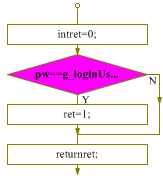 intret=0;
pw==g_loginUs...
N
Y
ret=1;
returnret;